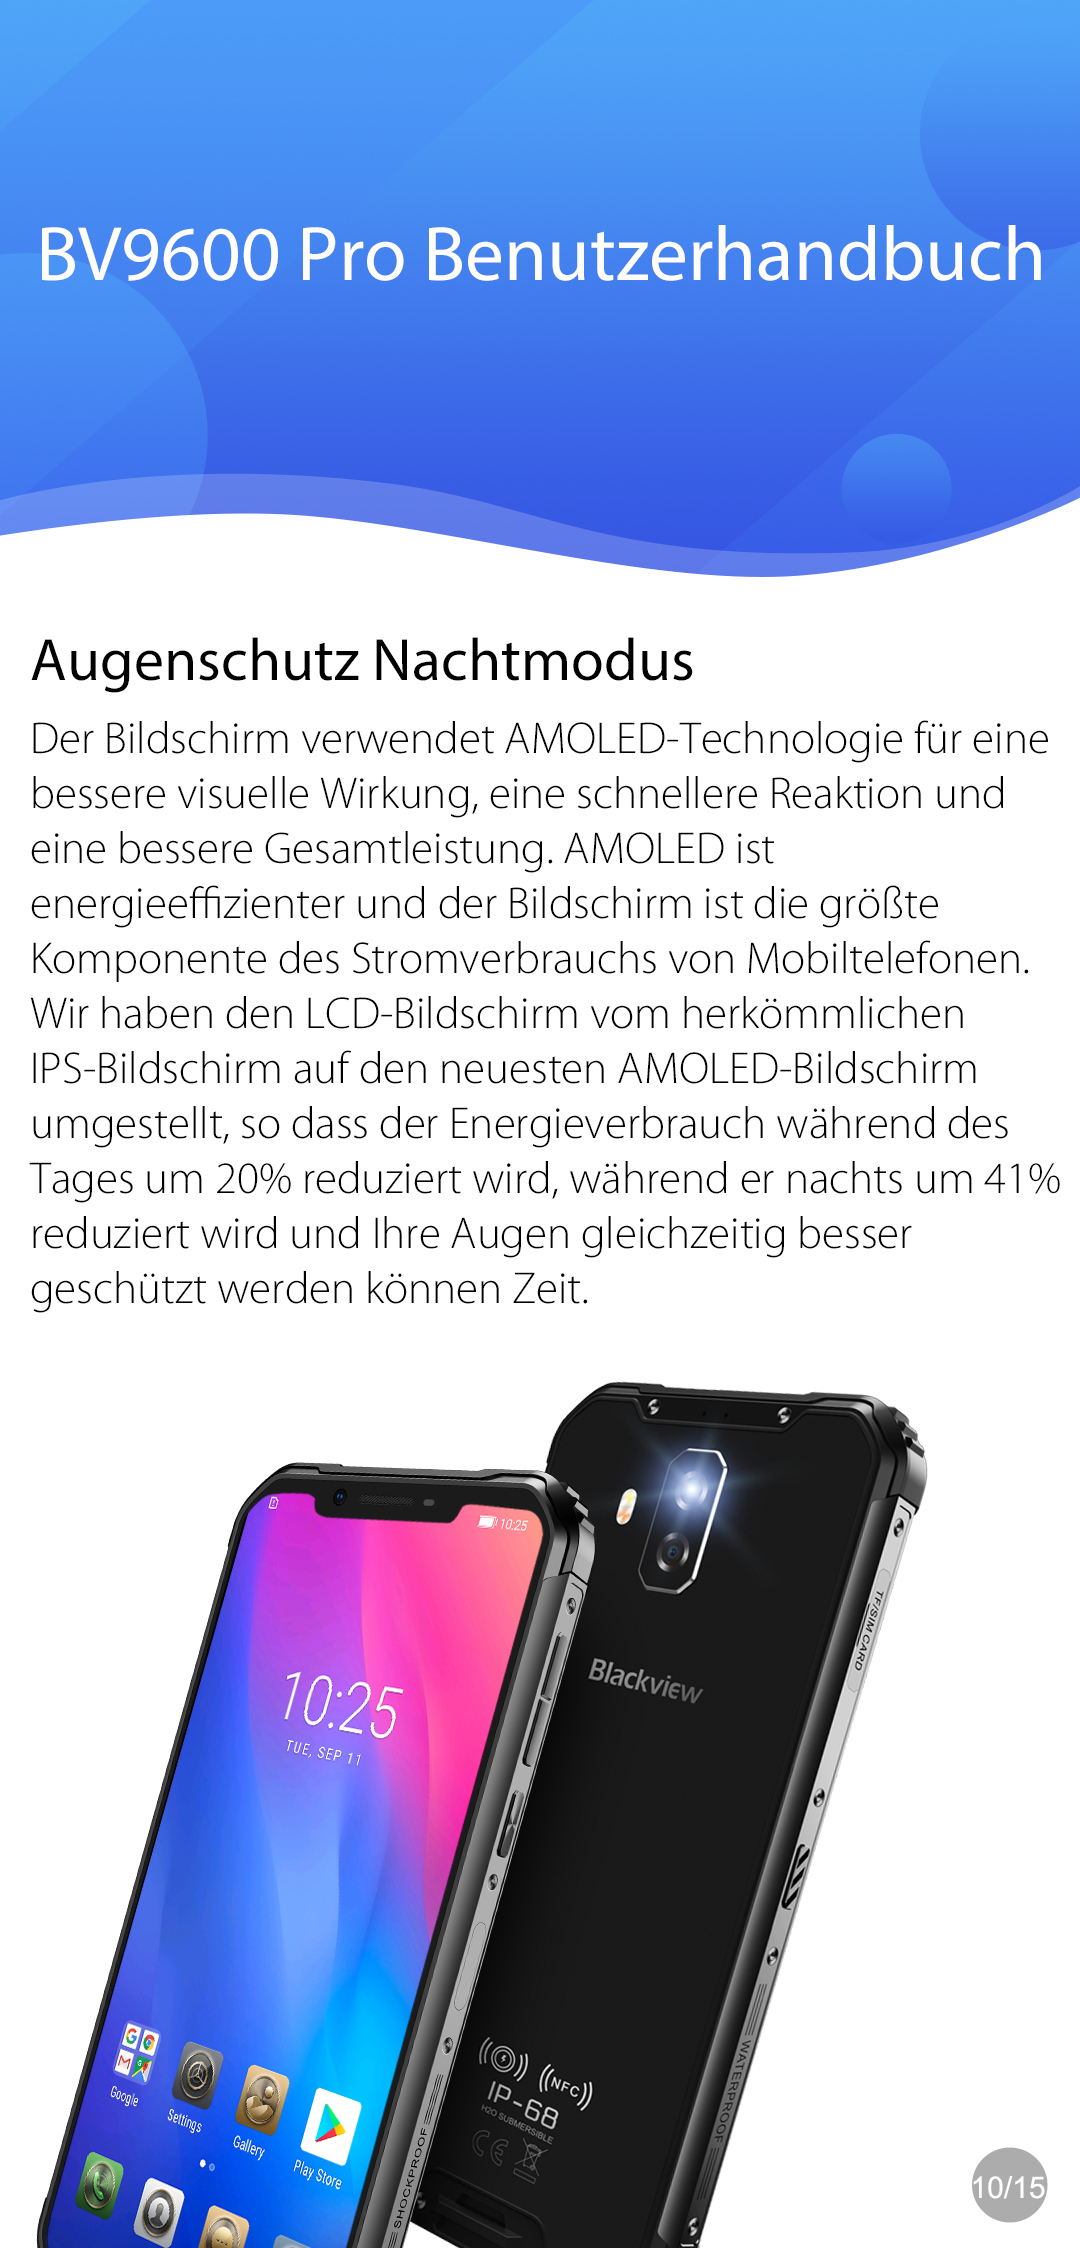 BV9600 Pro Benutzerhandbuch
Augenschutz Nachtmodus
Der Bildschirm verwendet AMOLED-Technologie für eine
bessere visuelle Wirkung, eine schnellere Reaktion und
eine bessere Gesamtleistung. AMOLED ist
energieeffizienter und der Bildschirm ist die größte
Komponente des Stromverbrauchs von Mobiltelefonen.
Wir haben den LCD-Bildschirm vom herkömmlichen
IPS-Bildschirm auf den neuesten AMOLED-Bildschirm
umgestellt, so dass der Energieverbrauch während des
Tages um 20% reduziert wird, während er nachts um 41%
reduziert wird und Ihre Augen gleichzeitig besser
geschützt werden können Zeit.
10:25
10:25
TUE, SEP 11
Google
Settings
Gallery
Play Store
SHOCKPROOF
Blackview
TF/SIM CARD
WATERPROOF
NFC
IP-68
H2O SUBMERSIBLE
CE
10/15